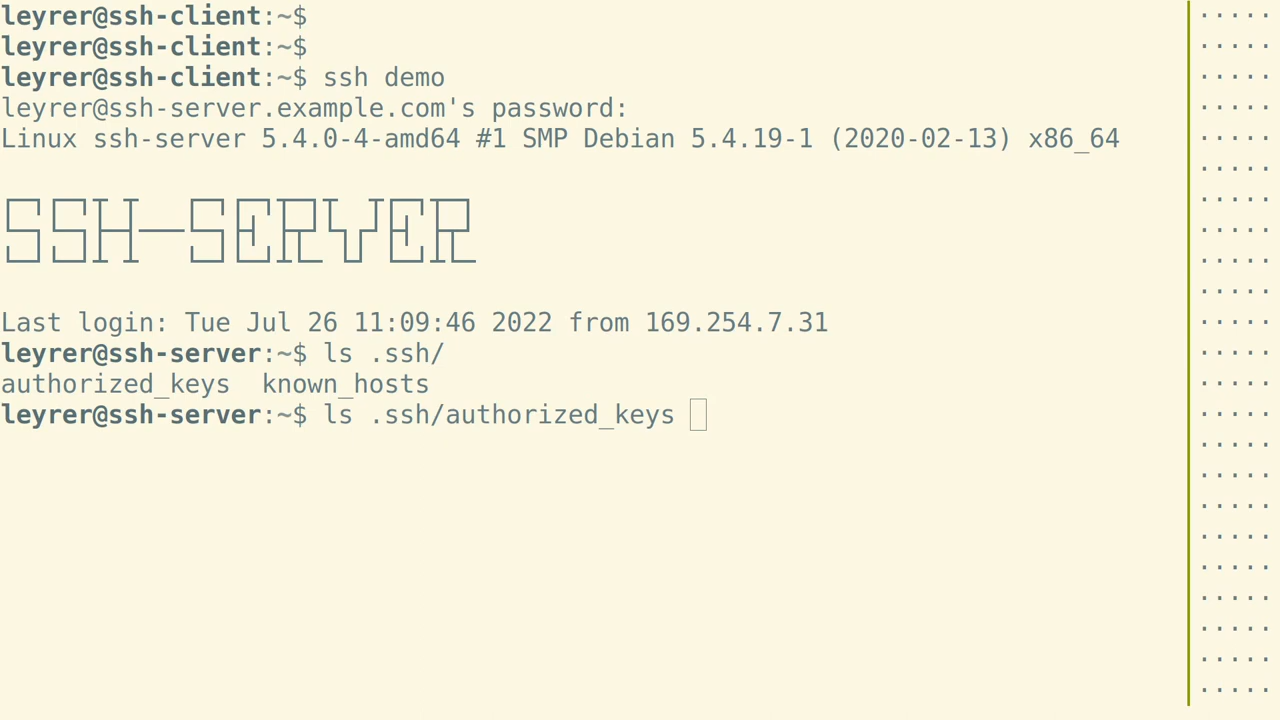 leyrer@ssh-client:~$
leyrer@ssh-client:~$
leyrer@ssh-client:~$ ssh demo
leyrer@ssh-server.example.com's password:
Linux ssh-server 5.4.0-4-amd64 #1 SMP Debian 5.4.19-1 (2020-02-13) x86_64
SSH-SERVER
Last login: Tue Jul 26 11:09:46 2022 from 169.254.7.31
leyrer@ssh-server:~$ ls .ssh/
authorized_keys  known_hosts
leyrer@ssh-server:~$ ls .ssh/authorized_keys